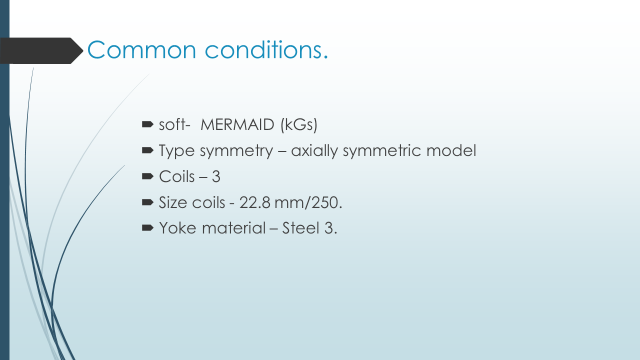 Common conditions.
soft-  MERMAID (kGs)
Type symmetry – axially symmetric model
Coils – 3
Size coils - 22.8 mm/250.
Yoke material – Steel 3.